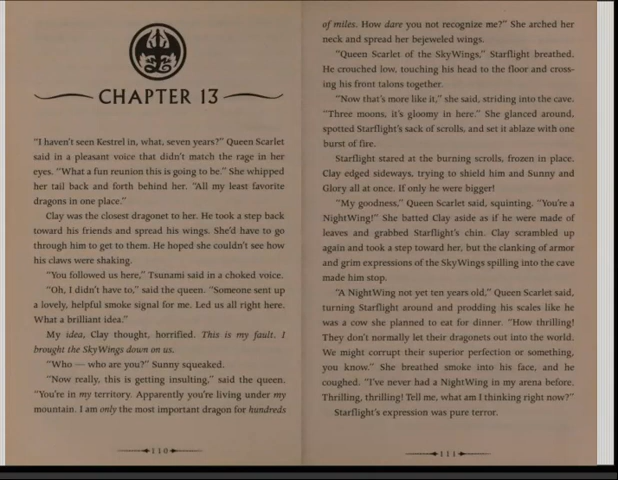 CHAPTER 13
"I haven't seen Kestrel in, what, seven years?" Queen Scarlet
said in a pleasant voice that didn't match the rage in her
eyes. "What a fun reunion this is going to be." She whipped
her tail back and forth behind her. "All my least favorite
dragons in one place."
Clay was the closest dragonet to her. He took a step back
toward his friends and spread his wings. She'd have to go
through him to get to them. He hoped she couldn't see how
his claws were shaking.
"You followed us here," Tsunami said in a choked voice.
"Oh, I didn't have to," said the queen. "Someone sent up
a lovely, helpful smoke signal for me. Led us all right here.
What a brilliant idea."
My idea, Clay thought, horrified. This is my fault. I
brought the SkyWings down on us.
"Who — who are you?" Sunny squeaked.
"Now really, this is getting insulting," said the queen.
"You're in my territory. Apparently you're living under my
mountain. I am only the most important dragon for hundreds
110
of miles. How dare you not recognize me?" She arched her
neck and spread her bejeweled wings.
"Queen Scarlet of the SkyWings," Starflight breathed.
He crouched low, touching his head to the floor and cross-
ing his front talons together.
"Now that's more like it," she said, striding into the cave.
"Three moons, it's gloomy in here." She glanced around,
spotted Starflight's sack of scrolls, and set it ablaze with one
burst of fire.
Starflight stared at the burning scrolls, frozen in place.
Clay edged sideways, trying to shield him and Sunny and
Glory all at once. If only he were bigger!
"My goodness," Queen Scarlet said, squinting. "You're a
NightWing!" She batted Clay aside as if he were made of
leaves and grabbed Starflight's chin. Clay scrambled up
again and took a step toward her, but the clanking of armor
and grim expressions of the SkyWings spilling into the cave
made him stop.
"A NightWing not yet ten years old," Queen Scarlet said,
turning Starflight around and prodding his scales like he
was a cow she planned to eat for dinner. "How thrilling!
They don't normally let their dragonets out into the world.
We might corrupt their superior perfection or something,
you know." She breathed smoke into his face, and he
coughed. "I've never had a NightWing in my arena before.
Thrilling, thrilling! Tell me, what am I thinking right now?"
Starflight's expression was pure terror.
111